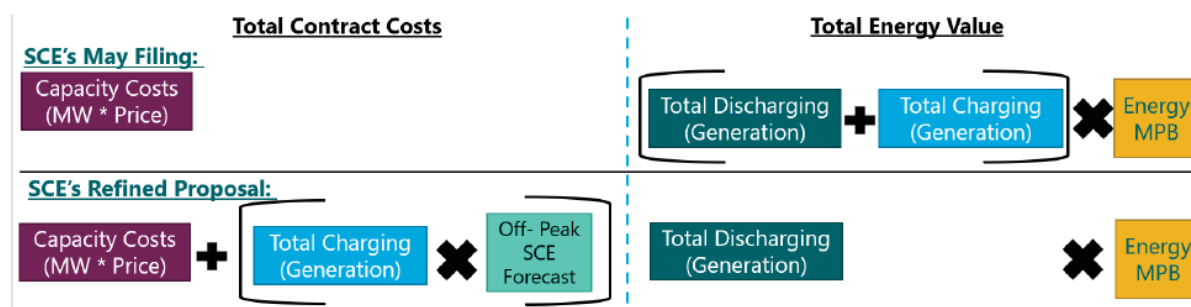 Total Contract Costs
Total Energy Value
SCE's May Filing:
Capacity Costs
(MW * Price)
Total Discharging
(Generation)
Total Charging
(Generation)
Energy
MPB
SCE's Refined Proposal:
Capacity Costs
(MW * Price)
Total Charging
(Generation)
Off- Peak
SCE
Forecast
Total Discharging
(Generation)
Energy
MPB